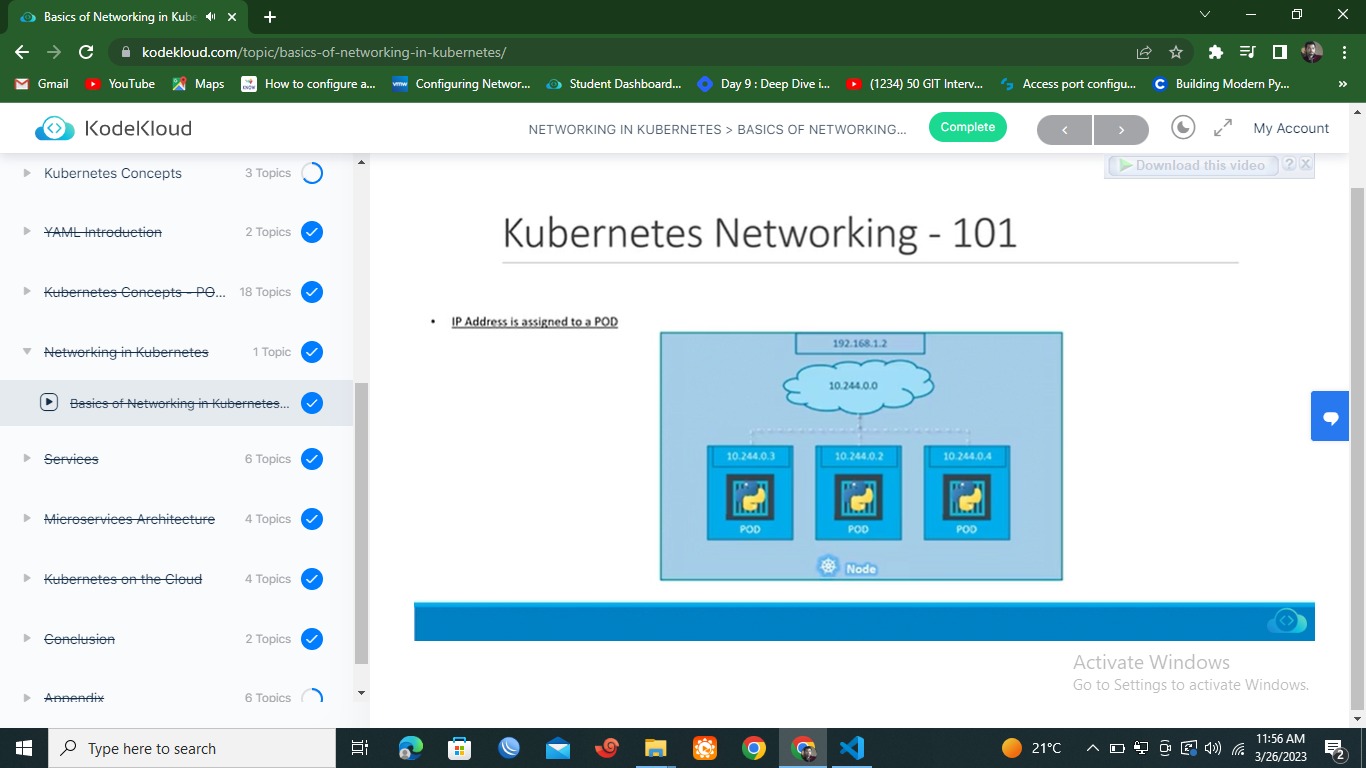 Basics of Networking in Kube
kodekloud.com/topic/basics-of-networking-in-kubernetes/
Gmail
YouTube
Maps
How to configure a...
Configuring Networ...
Student Dashboard...
Day 9 : Deep Dive i...
(1234) 50 GIT Interv...
Access port configu...
Building Modern Py...
»
KodeKloud
NETWORKING IN KUBERNETES > BASICS OF NETWORKING...
Complete
My Account
Kubernetes Concepts 3 Topics
YAML Introduction 2 Topics
Kubernetes Concepts - PO... 18 Topics
Networking in Kubernetes 1 Topic
Basics of Networking in Kubernetes...
Services 6 Topics
Microservices Architecture 4 Topics
Kubernetes on the Cloud 4 Topics
Conclusion 2 Topics
Appendix 6 Topics
Download this video ? x
Kubernetes Networking - 101
• IP Address is assigned to a POD
192.168.1.2
10.244.0.0
10.244.0.3 10.244.0.2 10.244.0.4
POD POD POD
Node
Activate Windows
Go to Settings to activate Windows.
Type here to search
21°C
11:56 AM
3/26/2023
2